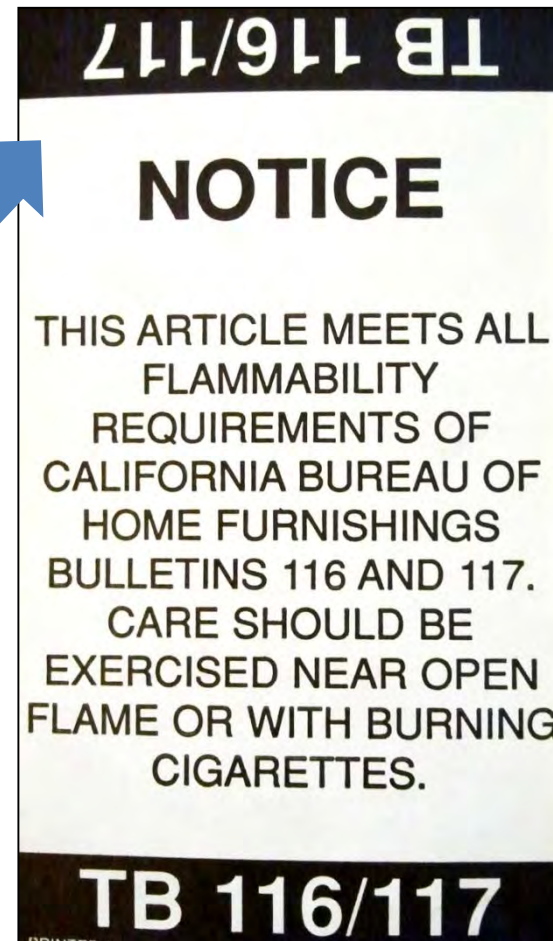 TB 116/117
NOTICE
THIS ARTICLE MEETS ALL
FLAMMABILITY
REQUIREMENTS OF
CALIFORNIA BUREAU OF
HOME FURNISHINGS
BULLETINS 116 AND 117.
CARE SHOULD BE
EXERCISED NEAR OPEN
FLAME OR WITH BURNING
CIGARETTES.
TB 116/117